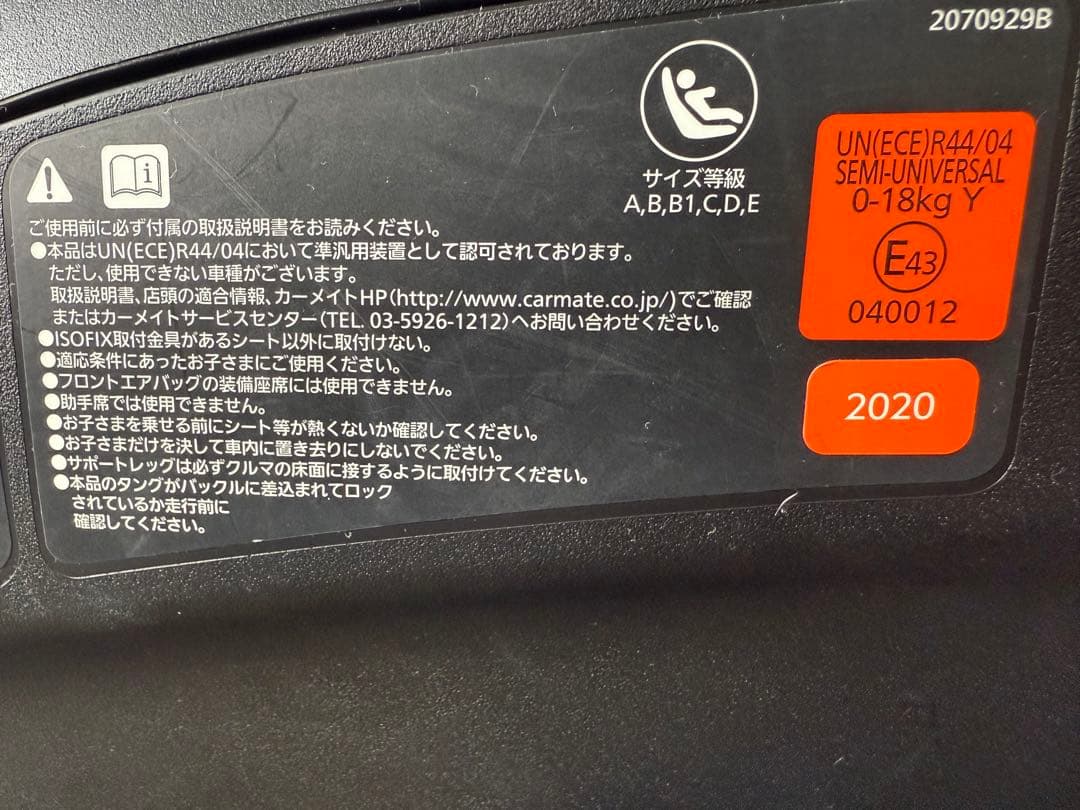 2070929B
サイズ等級
A,B,B1,C,D,E
UN(ECE)R44/04
SEMI-UNIVERSAL
0-18kg Y
E43
040012
2020
ご使用前に必ず付属の取扱説明書をお読みください。
●本品はUN(ECE)R44/04において準汎用装置として認可されております。
ただし、使用できない車種がございます。
取扱説明書、店頭の適合情報、カーメイトHP(http://www.carmate.co.jp/)でご確認
またはカーメイトサービスセンター(TEL. 03-5926-1212)へお問い合わせください。
●ISOFIX取付金具があるシート以外に取付けない。
●適応条件にあったお子さまにご使用ください。
●フロントエアバッグの装備座席には使用できません。
●助手席では使用できません。
●お子さまを乗せる前にシート等が熱くないか確認してください。
●お子さまだけを決して車内に置き去りにしないでください。
●サポートレッグは必ずクルマの床面に接するように取付けてください。
●本品のタングがバックルに差込まれてロック
されているか走行前に
確認してください。